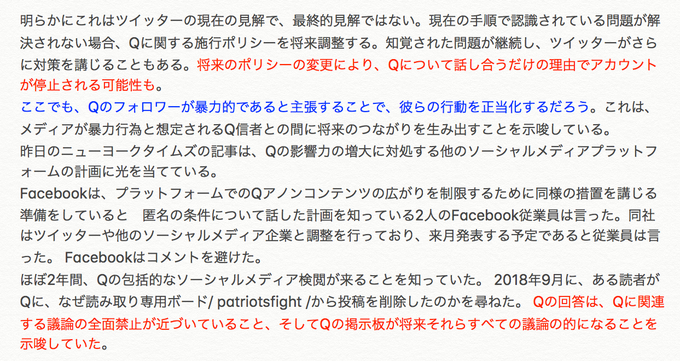 明らかにこれはツイッターの現在の見解で、最終的見解ではない。現在の手順で認識されている問題が解
決されない場合、Qに関する施行ポリシーを将来調整する。知覚された問題が継続し、ツイッターがさら
に対策を講じることもある。将来のポリシーの変更により、Qについて話し合うだけの理由でアカウント
が停止される可能性も。
ここでも、Qのフォロワーが暴力的であると主張することで、彼らの行動を正当化するだろう。これは、
メディアが暴力行為と想定されるQ信者との間に将来のつながりを生み出すことを示唆している。
昨日のニューヨークタイムズの記事は、Qの影響力の増大に対処する他のソーシャルメディアプラットフ
ォームの計画に光を当てている。
Facebookは、プラットフォームでのQアノンコンテンツの広がりを制限するために同様の措置を講じる
準備をしていると　匿名の条件について話した計画を知っている2人のFacebook従業員は言った。同社
はツイッターや他のソーシャルメディア企業と調整を行っており、来月発表する予定であると従業員は言
った。 Facebookはコメントを避けた。
ほぼ2年間、Qの包括的なソーシャルメディア検閲が来ることを知っていた。 2018年9月に、ある読者が
Qに、なぜ読み取り専用ボード/ patriotsfight /から投稿を削除したのかを尋ねた。 Qの回答は、Qに関連
する議論の全面禁止が近づいていること、そしてQの掲示板が将来それらすべての議論の的になることを
示唆していた。